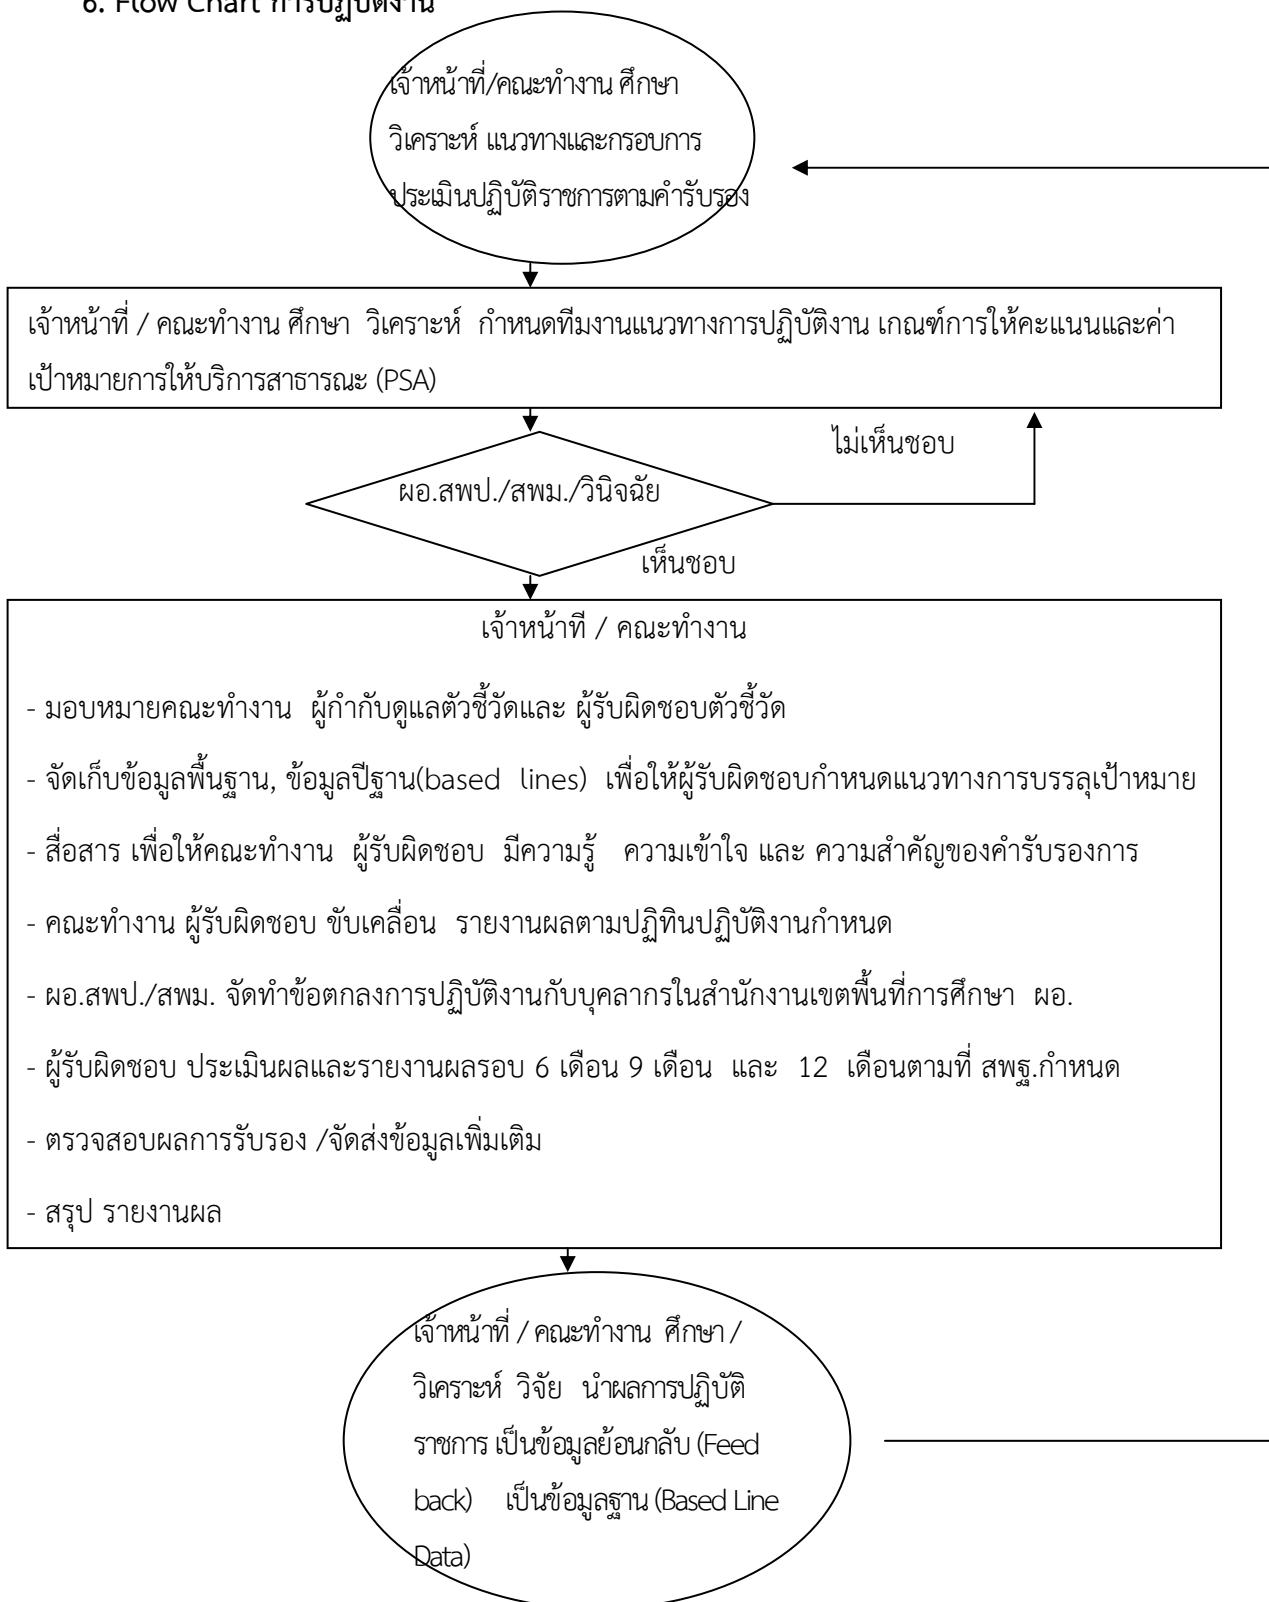 6. Flow Chart การปฏิบัติงาน
เจ้าหน้าที่/คณะทำงาน ศึกษา
วิเคราะห์ แนวทางและกรอบการ
ประเมินปฏิบัติราชการตามคำรับรอง
เจ้าหน้าที่ / คณะทำงาน ศึกษา วิเคราะห์ กำหนดทีมงานแนวทางการปฏิบัติงาน เกณฑ์การให้คะแนนและค่า
เป้าหมายการให้บริการสาธารณะ (PSA)
ไม่เห็นชอบ
ผอ.สพป./สพม./วินิจฉัย
เห็นชอบ
เจ้าหน้าที / คณะทำงาน
- มอบหมายคณะทำงาน ผู้กำกับดูแลตัวชี้วัดและ ผู้รับผิดชอบตัวชี้วัด
- จัดเก็บข้อมูลพื้นฐาน, ข้อมูลปีฐาน(based lines) เพื่อให้ผู้รับผิดชอบกำหนดแนวทางการบรรลุเป้าหมาย
- สื่อสาร เพื่อให้คณะทำงาน ผู้รับผิดชอบ มีความรู้ ความเข้าใจ และ ความสำคัญของคำรับรองการ
- คณะทำงาน ผู้รับผิดชอบ ขับเคลื่อน รายงานผลตามปฏิทินปฏิบัติงานกำหนด
- ผอ.สพป./สพม. จัดทำข้อตกลงการปฏิบัติงานกับบุคลากรในสำนักงานเขตพื้นที่การศึกษา ผอ.
- ผู้รับผิดชอบ ประเมินผลและรายงานผลรอบ 6 เดือน 9 เดือน และ 12 เดือนตามที่ สพฐ.กำหนด
- ตรวจสอบผลการรับรอง /จัดส่งข้อมูลเพิ่มเติม
- สรุป รายงานผล
เจ้าหน้าที่ / คณะทำงาน ศึกษา /
วิเคราะห์ วิจัย นำผลการปฏิบัติ
ราชการ เป็นข้อมูลย้อนกลับ (Feed
back) เป็นข้อมูลฐาน (Based Line
Data)